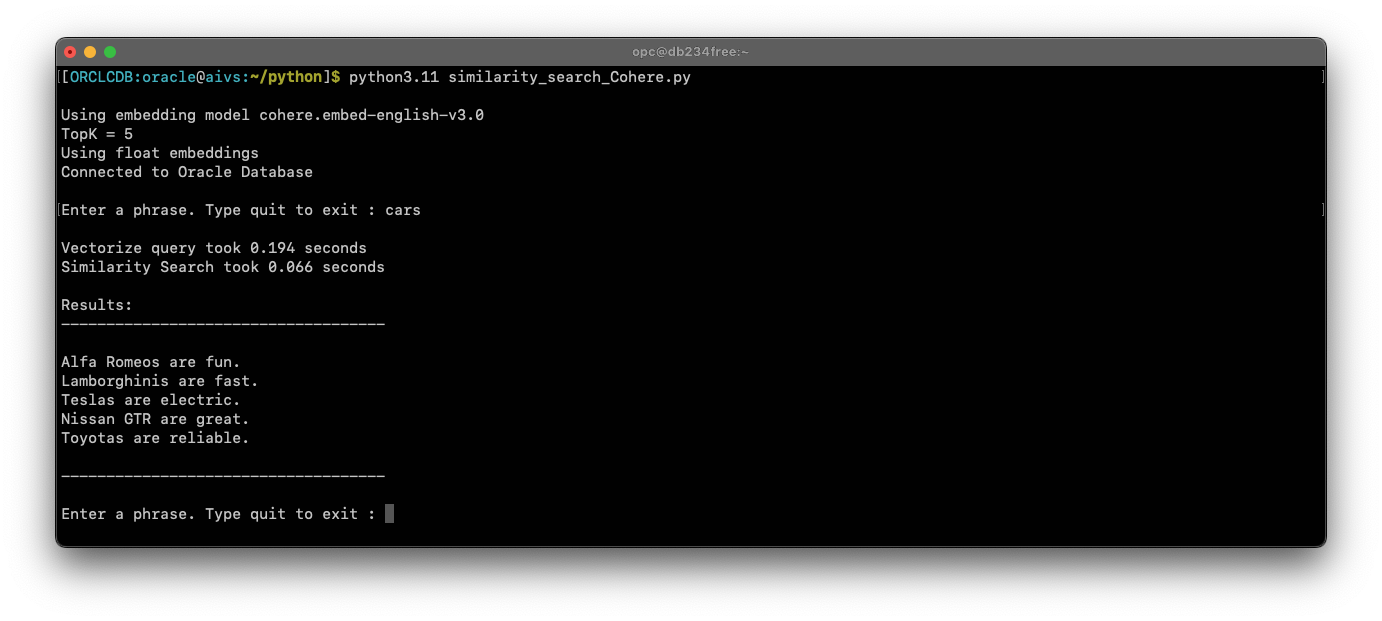 opc@db234free:~
[[ORCLCDB:oracle@aivs:~/python]$ python3.11 similarity_search_Cohere.py ]
Using embedding model cohere.embed-english-v3.0
TopK = 5
Using float embeddings
Connected to Oracle Database
[Enter a phrase. Type quit to exit : cars ]
Vectorize query took 0.194 seconds
Similarity Search took 0.066 seconds
Results:
------------------------------------
Alfa Romeos are fun.
Lamborghinis are fast.
Teslas are electric.
Nissan GTR are great.
Toyotas are reliable.
------------------------------------
Enter a phrase. Type quit to exit :